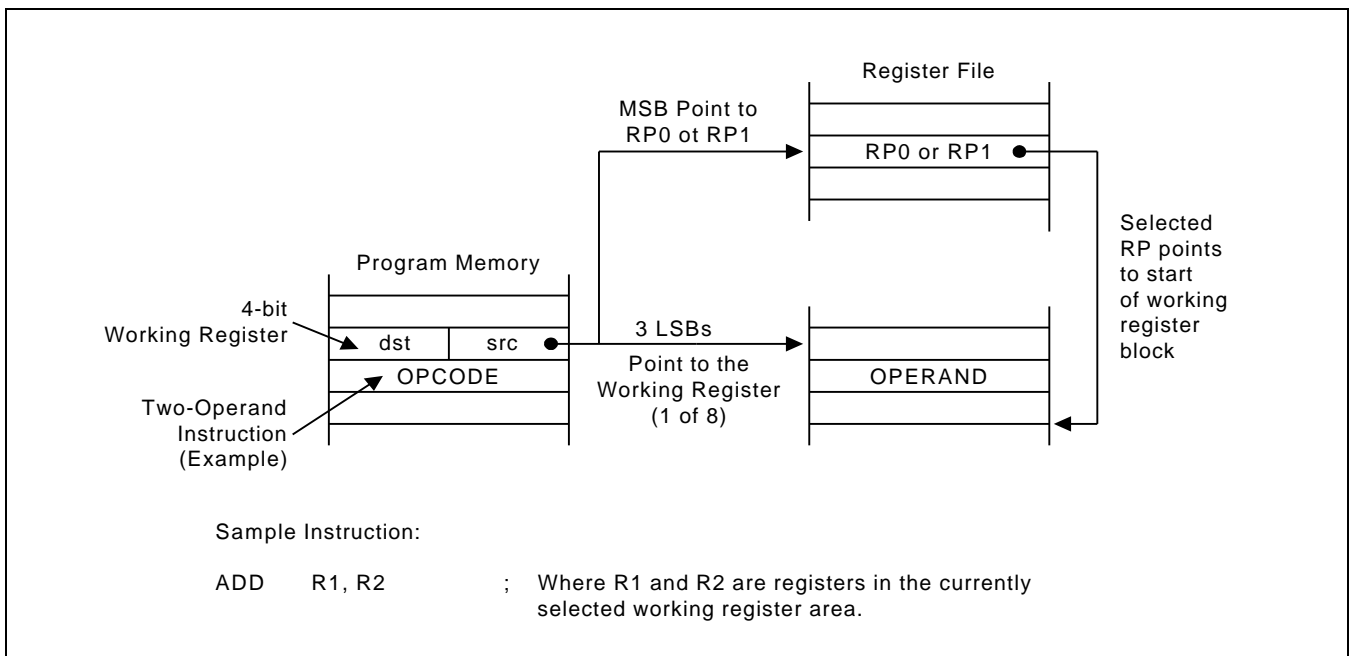 Register File
MSB Point to
RP0 ot RP1
RP0 or RP1
Selected
RP points
to start
of working
register
block
Program Memory
4-bit
Working Register
dst
src
3 LSBs
Point to the
Working Register
(1 of 8)
OPCODE
OPERAND
Two-Operand
Instruction
(Example)
Sample Instruction:
ADD R1, R2 ; Where R1 and R2 are registers in the currently
selected working register area.